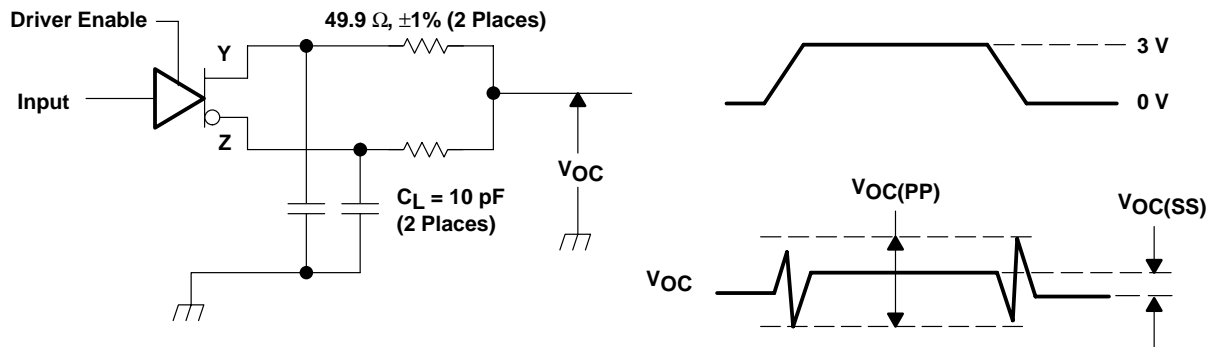 Driver Enable
49.9 Ω, ±1% (2 Places)
Y
Input
Z
CL = 10 pF
(2 Places)
VOC
3 V
0 V
VOC(PP)
VOC(SS)
VOC